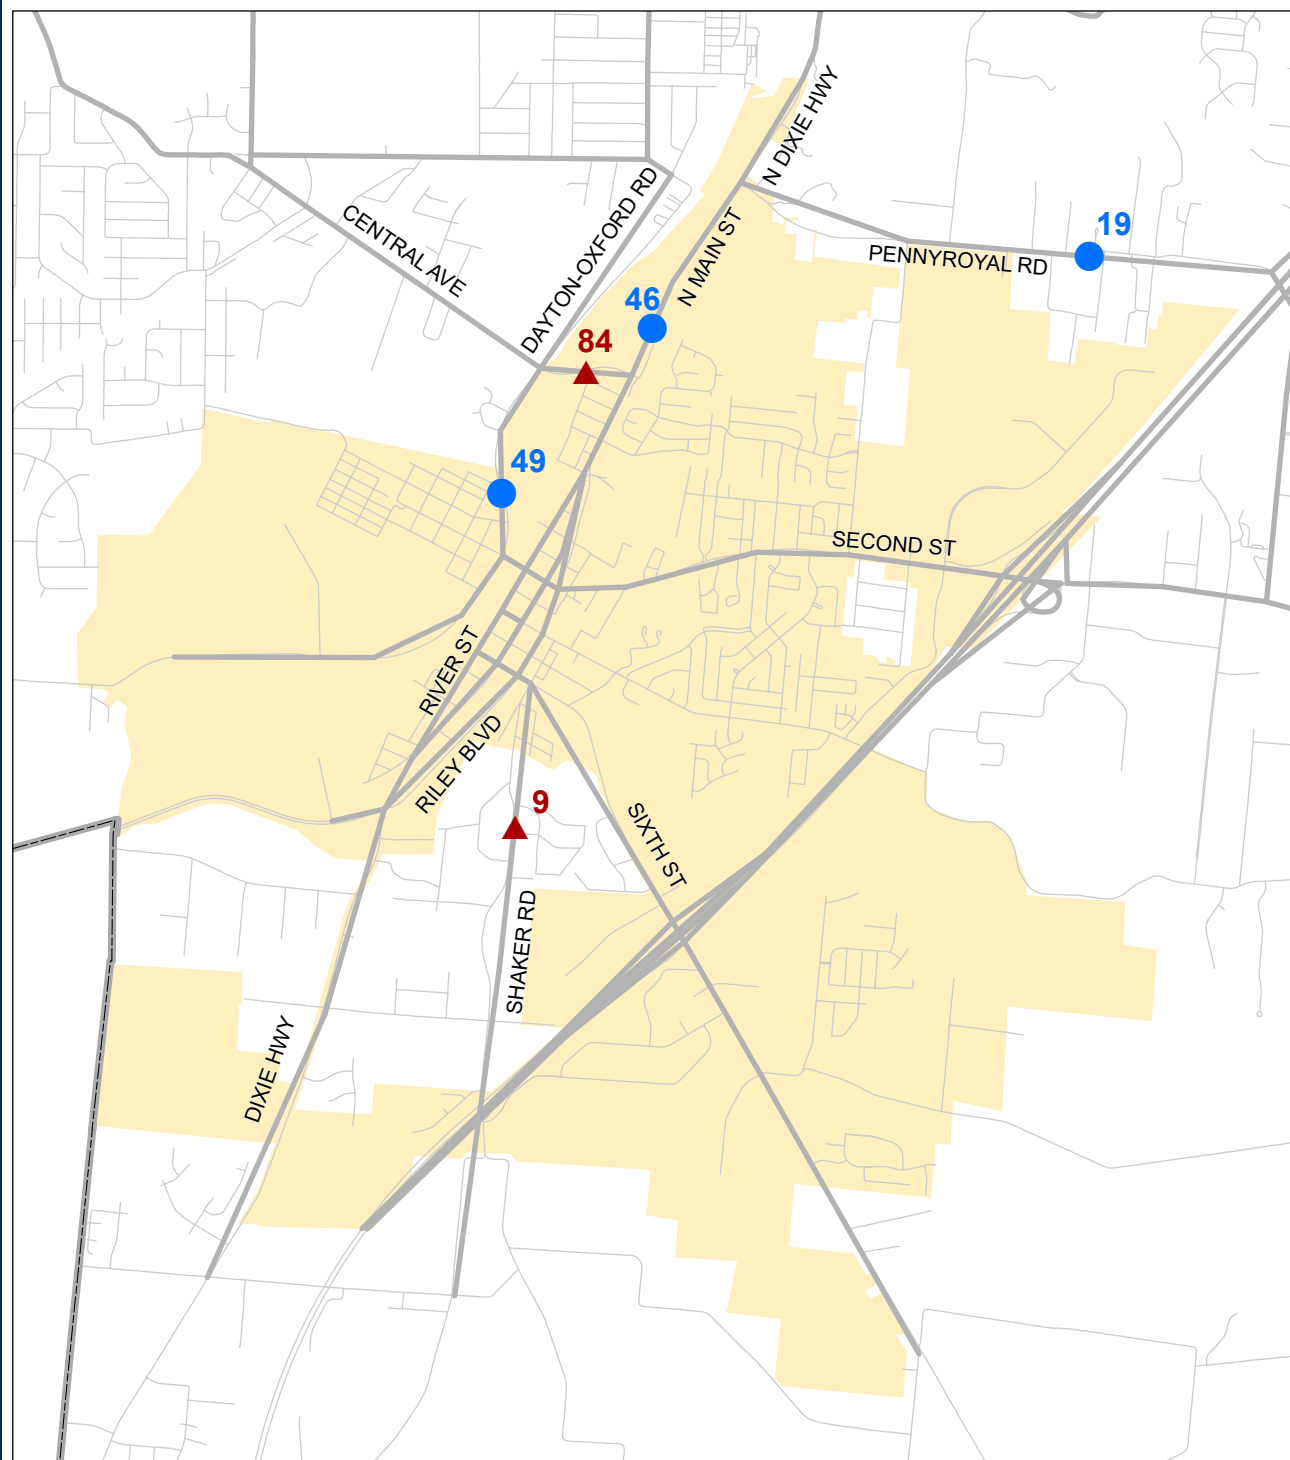 N DIXIE HWY
CENTRAL AVE
DAYTON-OXFORD RD
N MAIN ST
19
PENNYROYAL RD
46
84
49
SECOND ST
RIVER ST
RILEY BLVD
9
SIXTH ST
SHAKER RD
DIXIE HWY